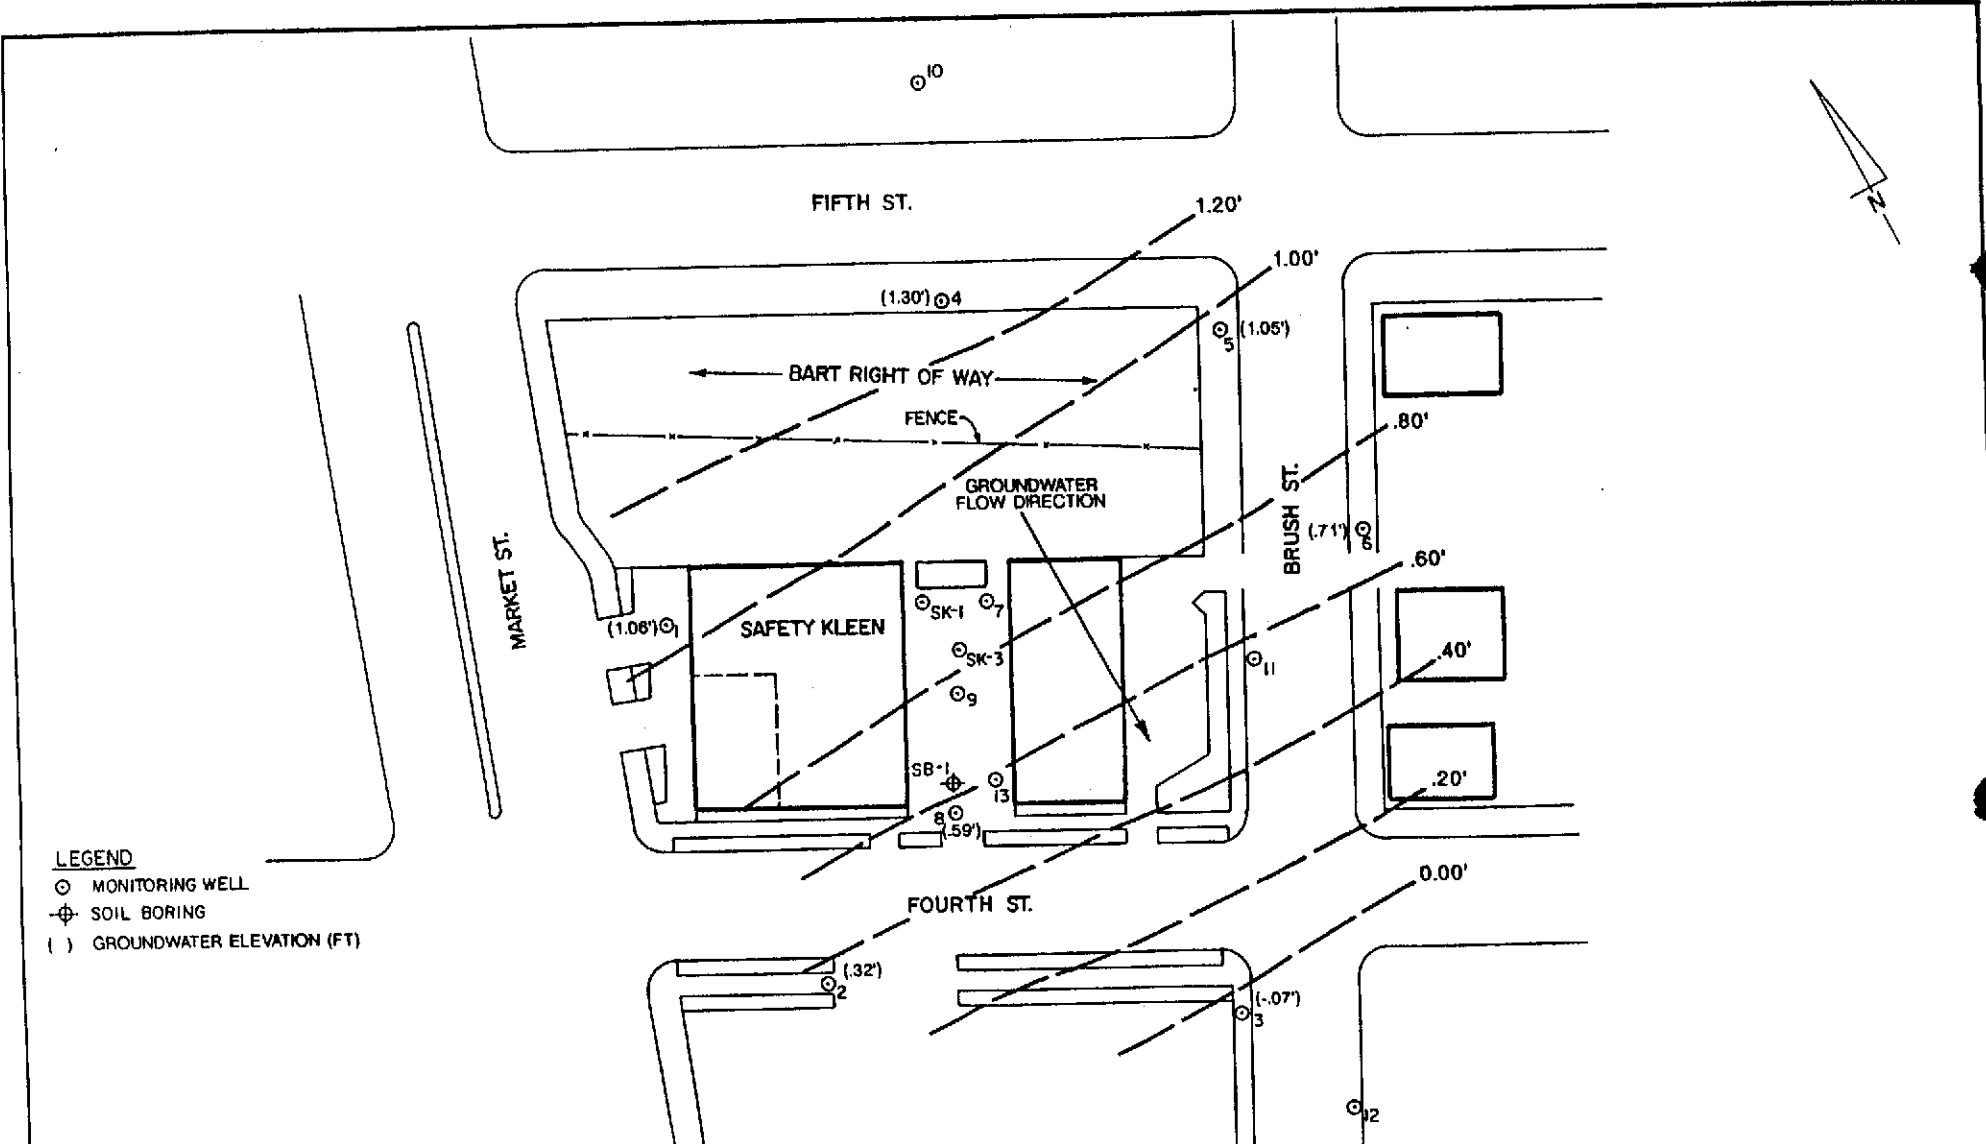 10
FIFTH ST.
N
1.20'
1.00'
(1.30') 4
5 (1.05')
BART RIGHT OF WAY
FENCE
.80'
GROUNDWATER
FLOW DIRECTION
BRUSH ST.
(.71')
6
MARKET ST.
.60'
SK-1
7
(1.06') 1
SAFETY KLEEN
SK-3
9
11
.40'
SB-1
13
.20'
8
(.59')
LEGEND
MONITORING WELL
SOIL BORING
( ) GROUNDWATER ELEVATION (FT)
0.00'
FOURTH ST.
(.32')
2
(-.07')
3
12